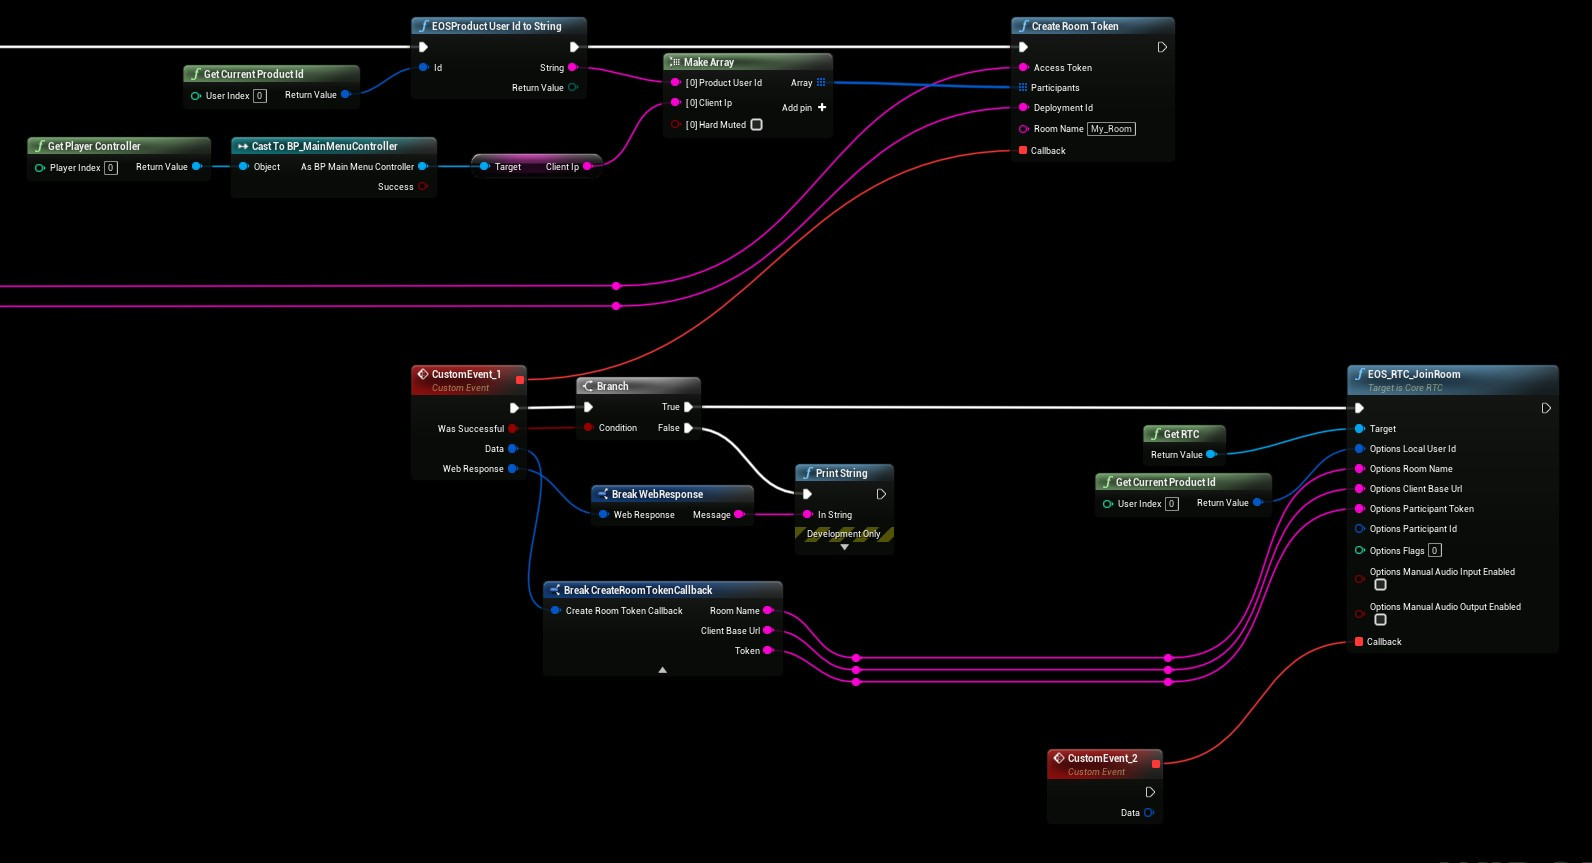 EOSProduct User Id to String
Id
String
Return Value
Get Current Product Id
User Index 0
Return Value
Make Array
[0] Product User Id
Array
[0] Client Ip
Add pin +
[0] Hard Muted
Create Room Token
Access Token
Participants
Deployment Id
Room Name My_Room
Callback
Get Player Controller
Player Index 0
Return Value
Cast To BP_MainMenuController
Object
As BP Main Menu Controller
Success
Target
Client Ip
CustomEvent_1
Custom Event
Was Successful
Data
Web Response
Branch
True
Condition
False
Print String
In String
Development Only
Break WebResponse
Web Response
Message
Break CreateRoomTokenCallback
Create Room Token Callback
Room Name
Client Base Url
Token
Get RTC
Return Value
Get Current Product Id
User Index 0
Return Value
EOS_RTC_JoinRoom
Target is Core RTC
Target
Options Local User Id
Options Room Name
Options Client Base Url
Options Participant Token
Options Participant Id
Options Flags 0
Options Manual Audio Input Enabled
Options Manual Audio Output Enabled
Callback
CustomEvent_2
Custom Event
Data